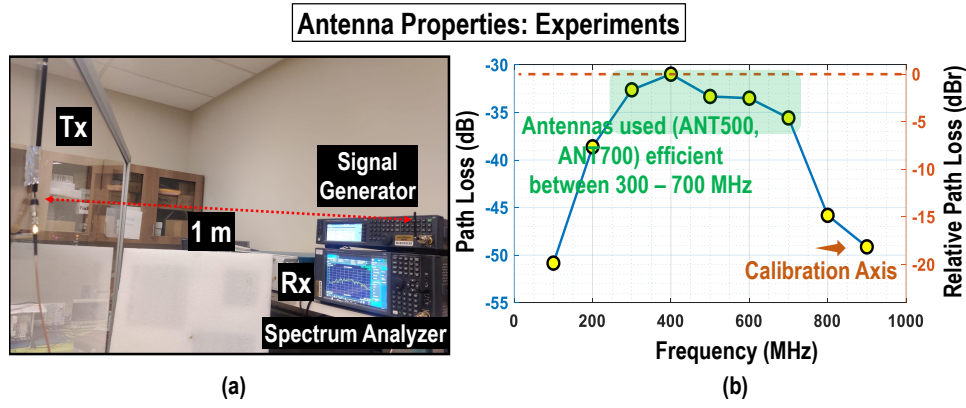 Antenna Properties: Experiments
Tx
Signal
Generator
1 m
Rx
Spectrum Analyzer
(a)
Path Loss (dB)
-30
-35
-40
-45
-50
-55
Antennas used (ANT500,
ANT700) efficient
between 300 – 700 MHz
Calibration Axis
0
-5
-10
-15
-20
Relative Path Loss (dBr)
0
200
400
600
800
1000
Frequency (MHz)
(b)